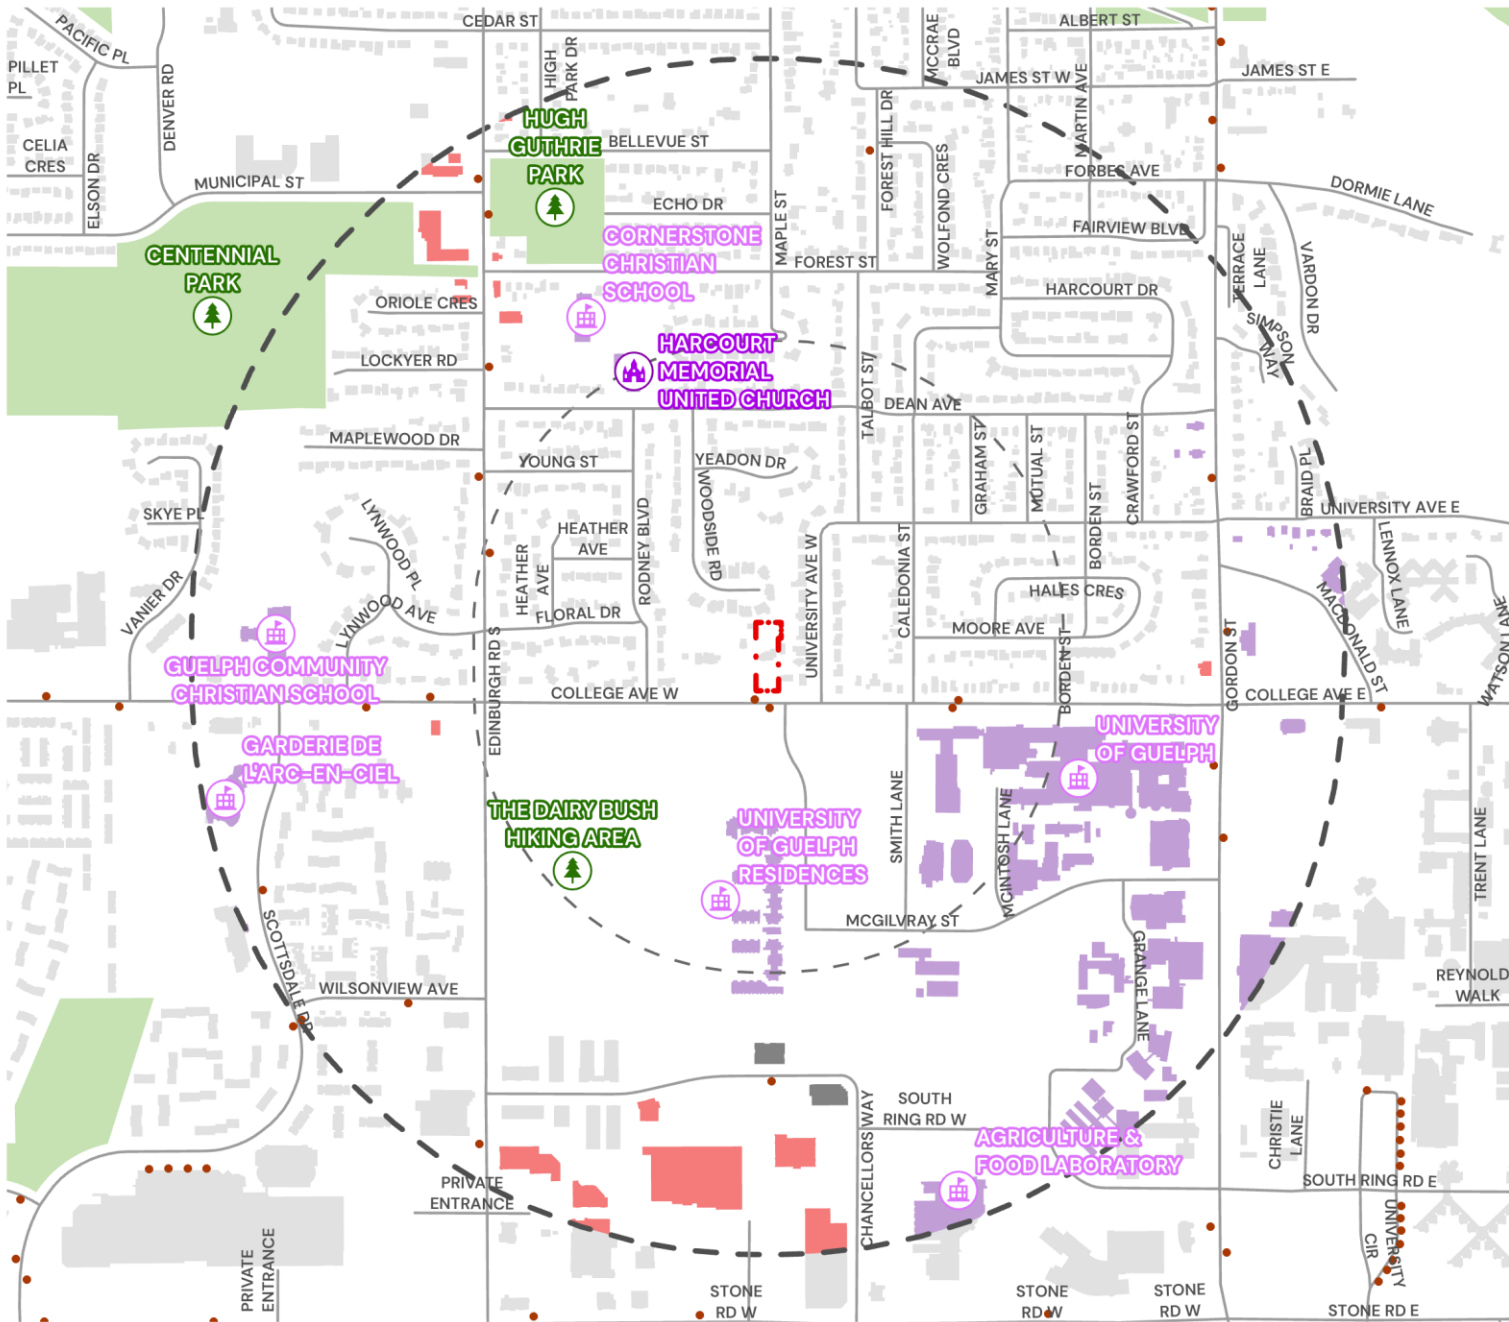 CEDAR ST
ALBERT ST
PACIFIC PL
PILLET
PL
DENVER RD
HIGH
PARK DR
MCCRAE
BLVD
JAMES ST W
JAMES ST E
MARTIN AVE
CELIA
CRES
ELSON DR
MUNICIPAL ST
HUGH
GUTHRIE
PARK
BELLEVUE ST
FOREST HILL DR
WOLFOND CRES
FORBES AVE
DORMIE LANE
ECHO DR
MAPLE ST
FAIRVIEW BLVD
MARY ST
TERRACE
LANE
VARDON DR
CENTENNIAL
PARK
CORNERSTONE
CHRISTIAN
SCHOOL
FOREST ST
HARCOURT DR
ORIOLE CRES
SIMPSON
WAY
HARCOURT
MEMORIAL
UNITED CHURCH
LOCKYER RD
TALBOT ST
DEAN AVE
MAPLEWOOD DR
YOUNG ST
YEADON DR
WOODSIDE RD
GRAHAM ST
MUTUAL ST
BORDEN ST
CRAWFORD ST
BRAID PL
SKYE PL
LYNWOOD PL
HEATHER
AVE
HEATHER
AVE
RODNEY BLVD
UNIVERSITY AVE W
CALEDONIA ST
UNIVERSITY AVE E
LENNOX LANE
VANIER DR
LYNWOOD AVE
FLORAL DR
HALES CRES
MOORE AVE
MACDONALD ST
WATSON LANE
GUELPH COMMUNITY
CHRISTIAN SCHOOL
EDINBURGH RD S
COLLEGE AVE W
BORDEN ST
GORDON ST
COLLEGE AVE E
GARDERIE DE
L'ARC-EN-CIEL
UNIVERSITY
OF GUELPH
THE DAIRY BUSH
HIKING AREA
UNIVERSITY
OF GUELPH
RESIDENCES
SMITH LANE
MCINTOSH LANE
TRENT LANE
MCGILVRAY ST
SCOTTSDALE DR
WILSONVIEW AVE
GRANGE LANE
REYNOLD
WALK
SOUTH
RING RD W
CHANCELLORS WAY
CHRISTIE
LANE
AGRICULTURE &
FOOD LABORATORY
PRIVATE
ENTRANCE
SOUTH RING RD E
UNIVERSITY
CIR
PRIVATE
ENTRANCE
STONE
RD W
STONE
RD W
STONE
RD W
STONE RD E